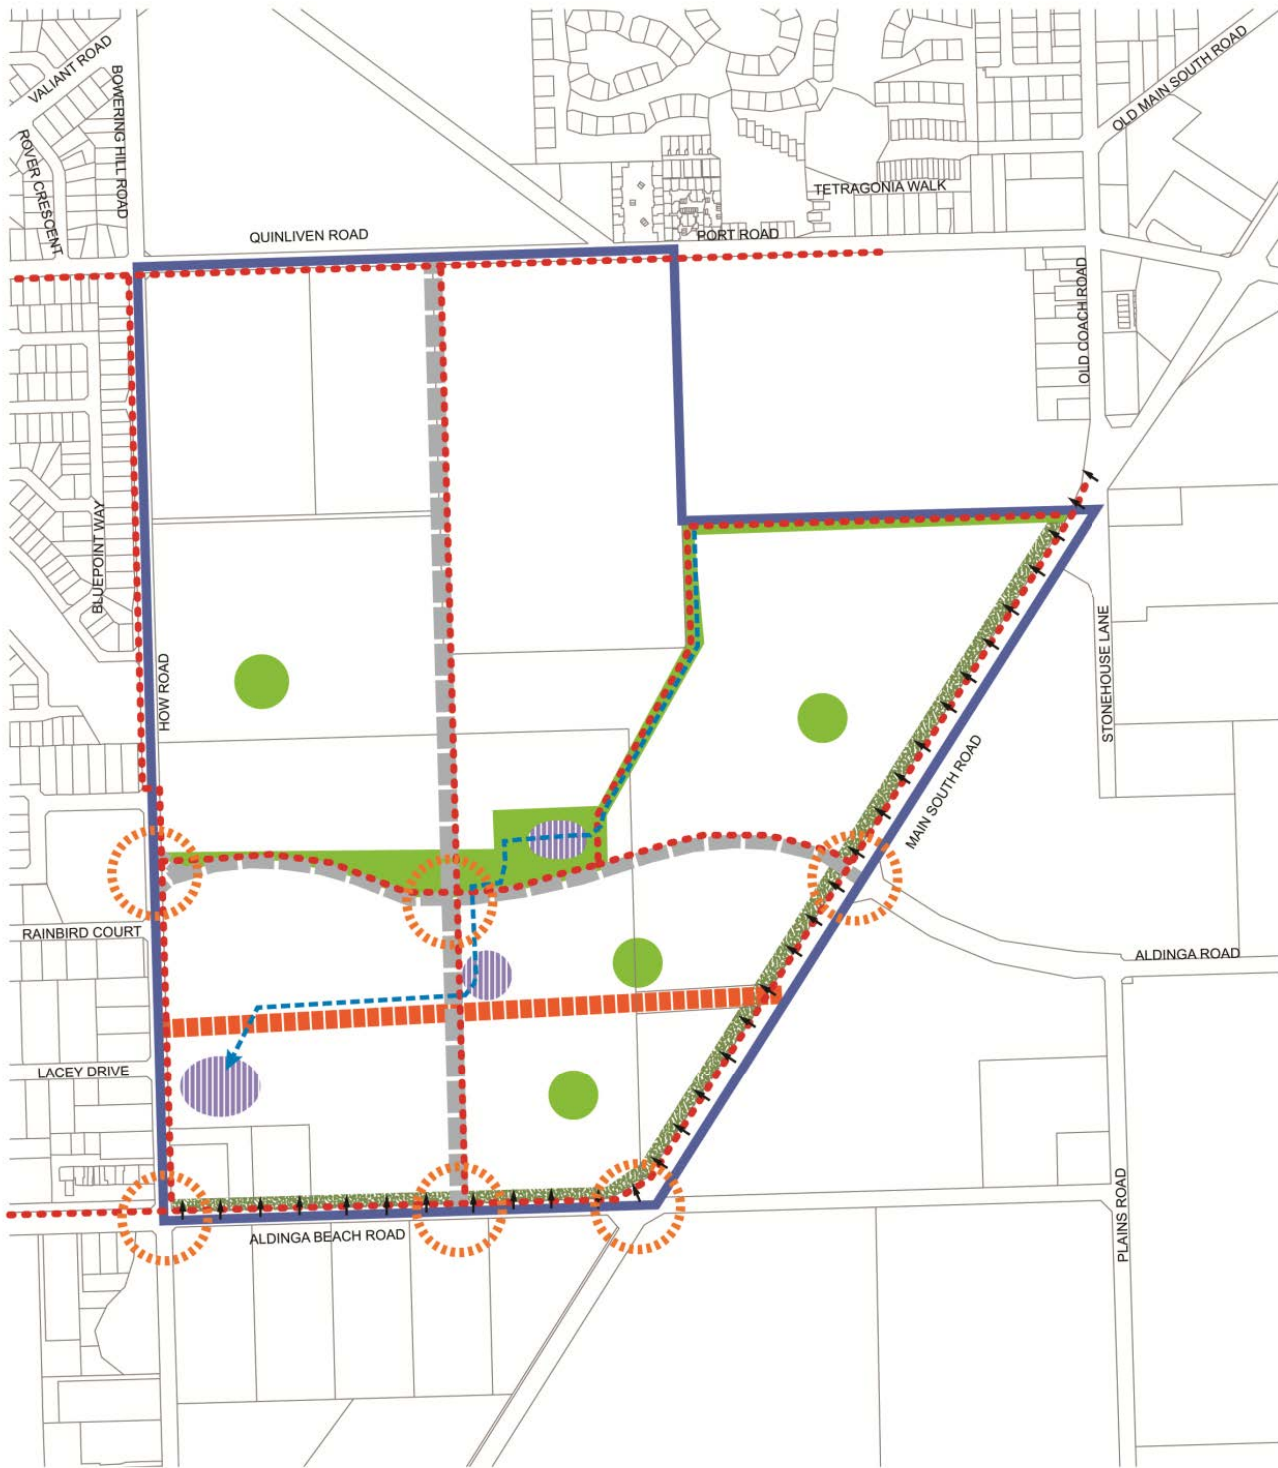 VALIANT ROAD
BOWERING HILL ROAD
ROVER CRESCENT
OLD MAIN SOUTH ROAD
TETRAGONIA WALK
QUINLIVEN ROAD
PORT ROAD
OLD COACH ROAD
BLUEPOINT WAY
HOW ROAD
STONEHOUSE LANE
MAIN SOUTH ROAD
RAINBIRD COURT
ALDINGA ROAD
LACEY DRIVE
PLAINS ROAD
ALDINGA BEACH ROAD